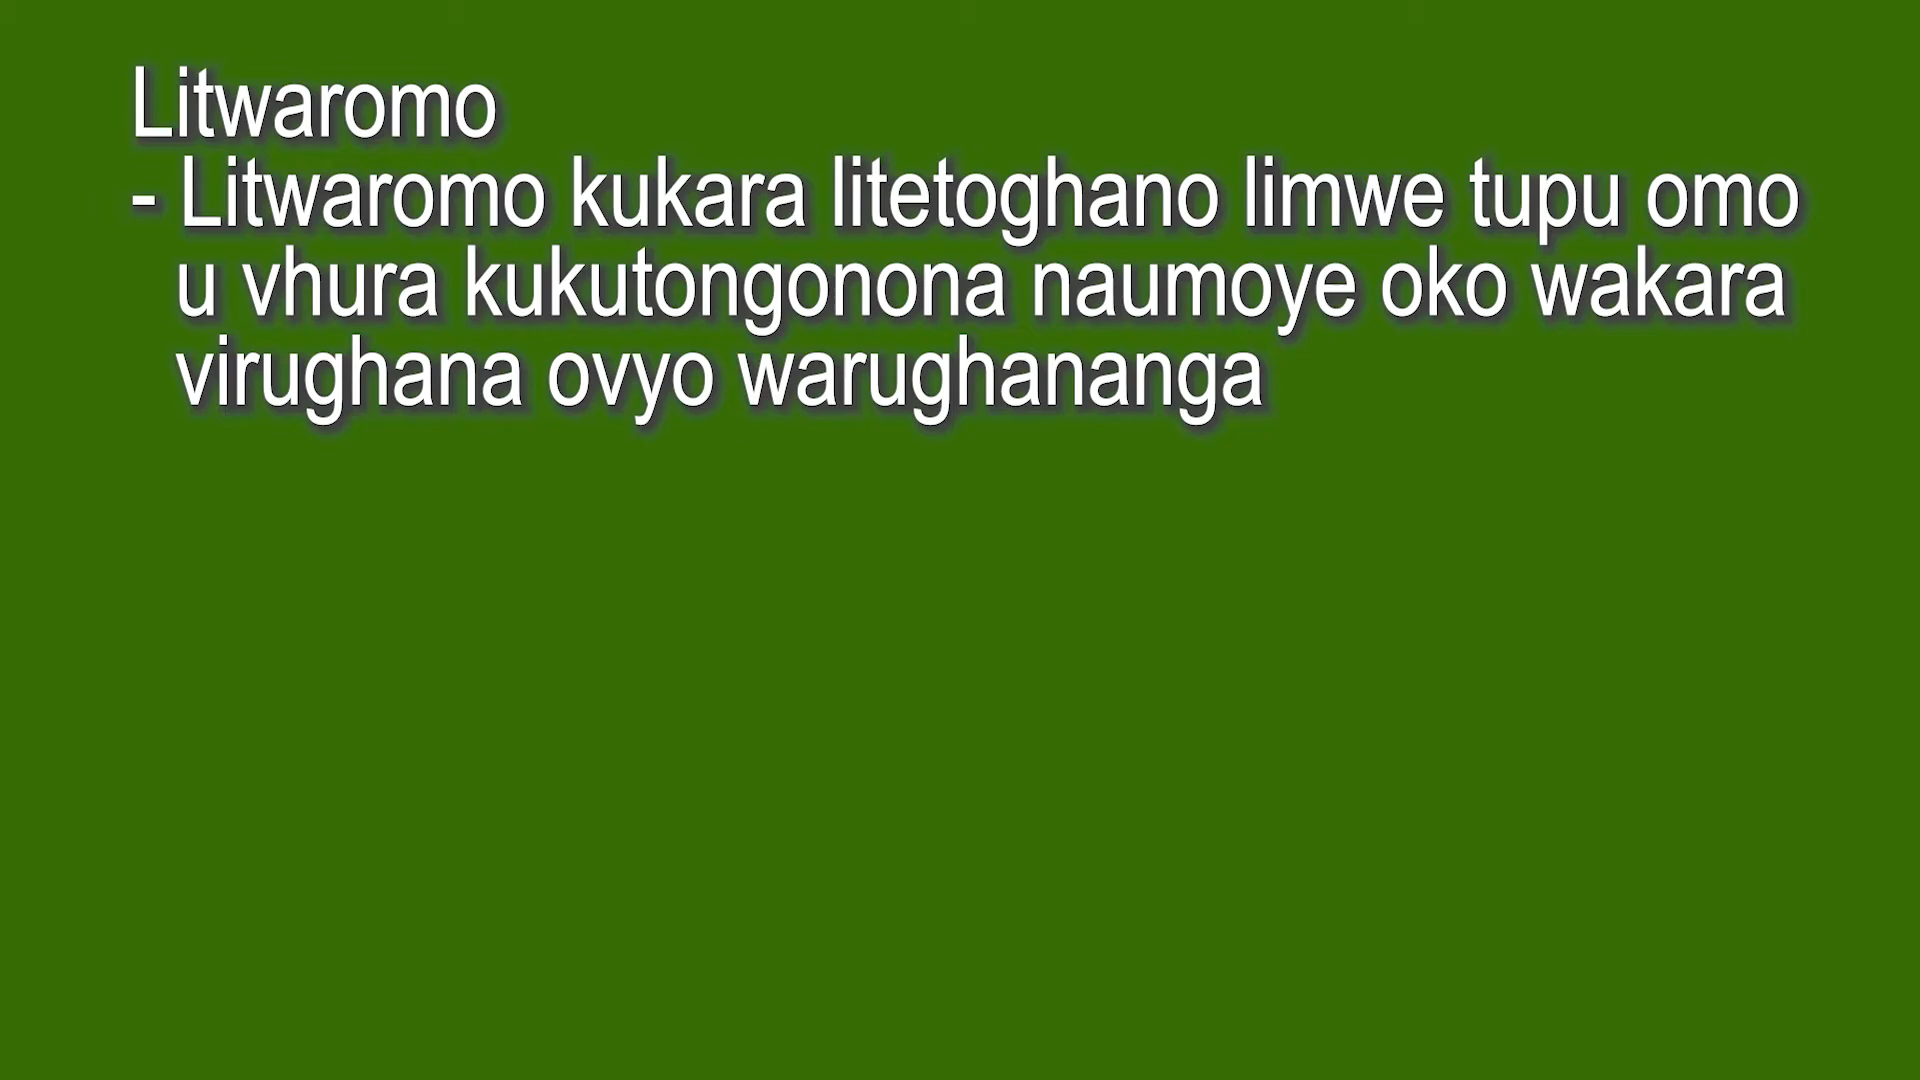 Litwaromo
- Litwaromo kukara litetoghano limwe tupu omo
u vhura kukutongonona naumoye oko wakara
virughana ovyo warughananga